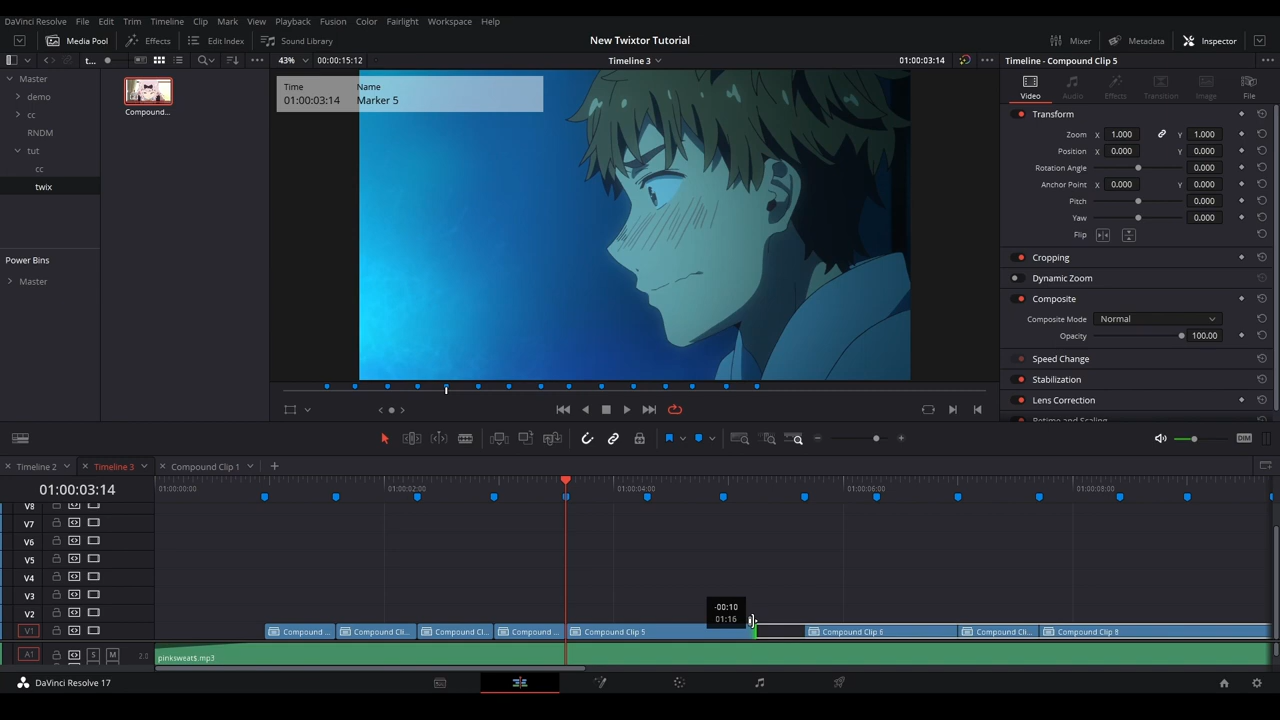 DaVinci Resolve File Edit Trim Timeline Clip Mark View Playback Fusion Color Fairlight Workspace Help
Media Pool Effects Edit Index Sound Library New Twixtor Tutorial Mixer Metadata Inspector
t... 43% 00:00:15:12 Timeline 3 01:00:03:14 Timeline - Compound Clip 5
Master
demo
cc
RNDM
tut
cc
twix
Power Bins
Master
Compound...
Time Name
01:00:03:14 Marker 5
Video Audio Effects Transition Image File
Transform
Zoom X 1.000 Y 1.000
Position X 0.000 Y 0.000
Rotation Angle 0.000
Anchor Point X 0.000 Y 0.000
Pitch 0.000
Yaw 0.000
Flip
Cropping
Dynamic Zoom
Composite
Composite Mode Normal
Opacity 100.00
Speed Change
Stabilization
Lens Correction
Retime and Scaling
DIM
Timeline 2 Timeline 3 Compound Clip 1
01:00:03:14 01:00:00:00 01:00:02:00 01:00:04:00 01:00:06:00 01:00:08:00
V8
V7
V6
V5
V4
V3
V2
-00:10
01:16
V1 Compound ... Compound Cli... Compound Cli... Compound ... Compound Clip 5 Compound Clip 6 Compound Cli... Compound Clip 8
A1 S M 2.0 pinksweat$.mp3
DaVinci Resolve 17